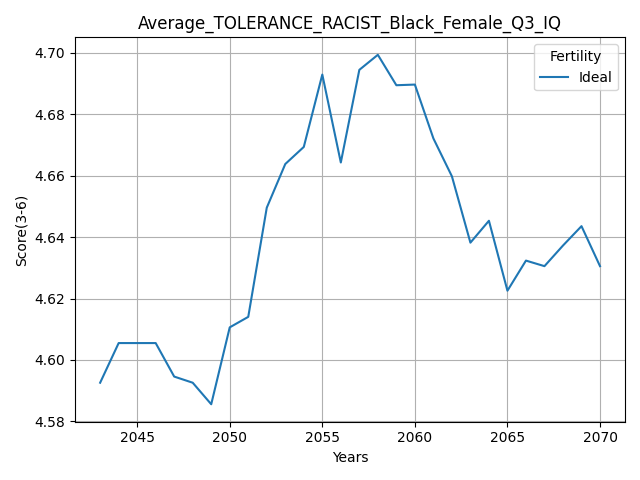 Average_TOLERANCE_RACIST_Black_Female_Q3_IQ
Fertility
Ideal
4.70
4.68
4.66
4.64
4.62
4.60
4.58
Score(3-6)
2045 2050 2055 2060 2065 2070
Years